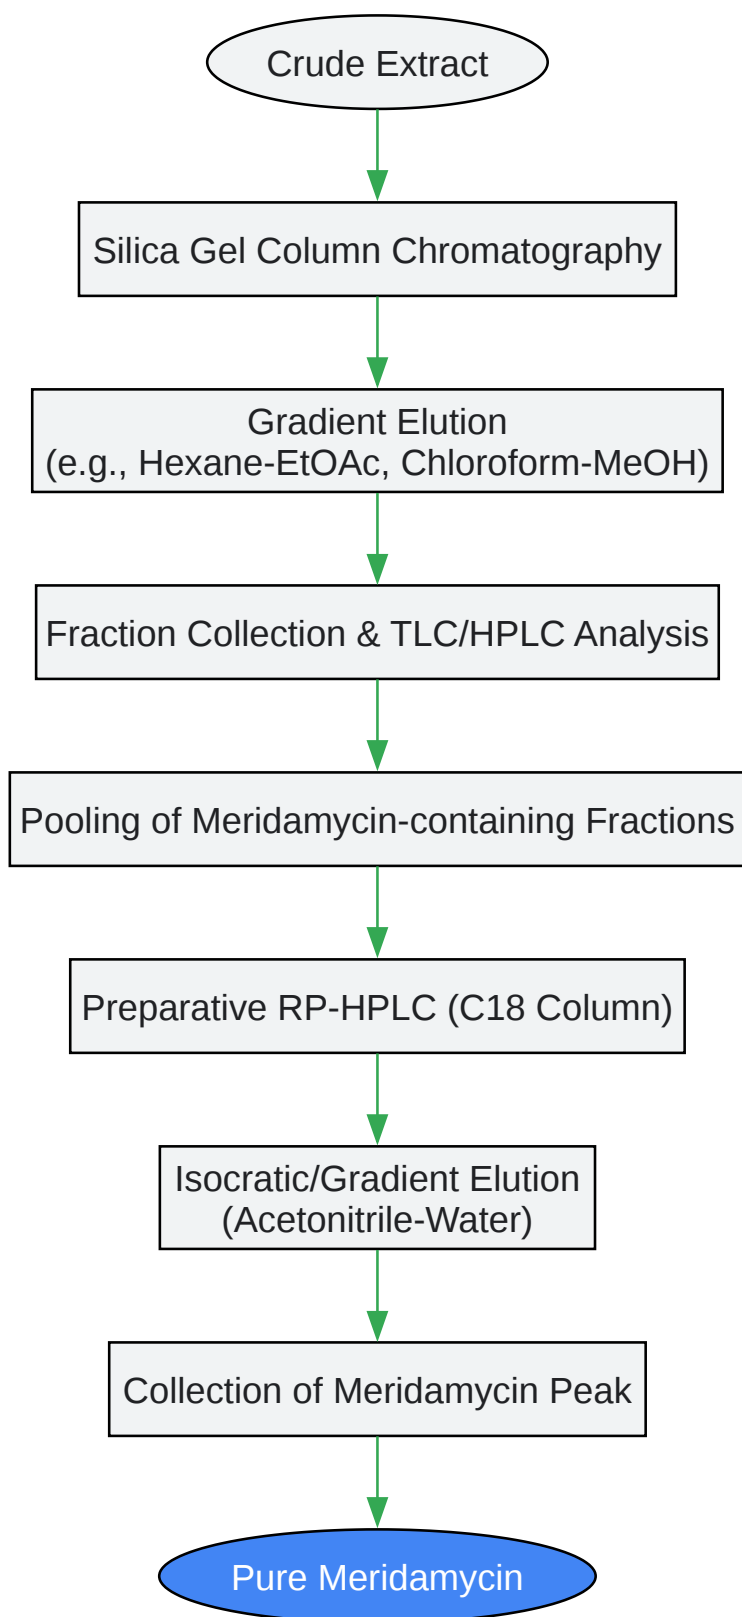 Crude Extract
Silica Gel Column Chromatography
Gradient Elution
(e.g., Hexane-EtOAc, Chloroform-MeOH)
Fraction Collection & TLC/HPLC Analysis
Pooling of Meridamycin-containing Fractions
Preparative RP-HPLC (C18 Column)
Isocratic/Gradient Elution
(Acetonitrile-Water)
Collection of Meridamycin Peak
Pure Meridamycin